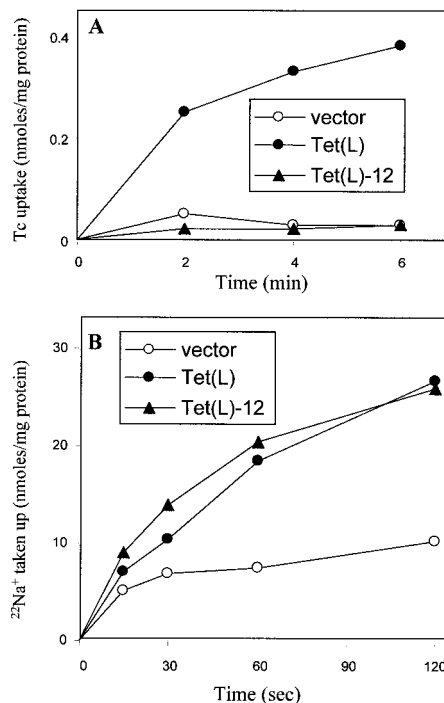 A
Tc uptake (nmoles/mg protein)
0.4
0.2
0
vector
Tet(L)
Tet(L)-12
0
2
4
6
Time (min)
B
²²Na⁺ taken up (nmoles/mg protein)
30
20
10
0
vector
Tet(L)
Tet(L)-12
0
30
60
90
120
Time (sec)